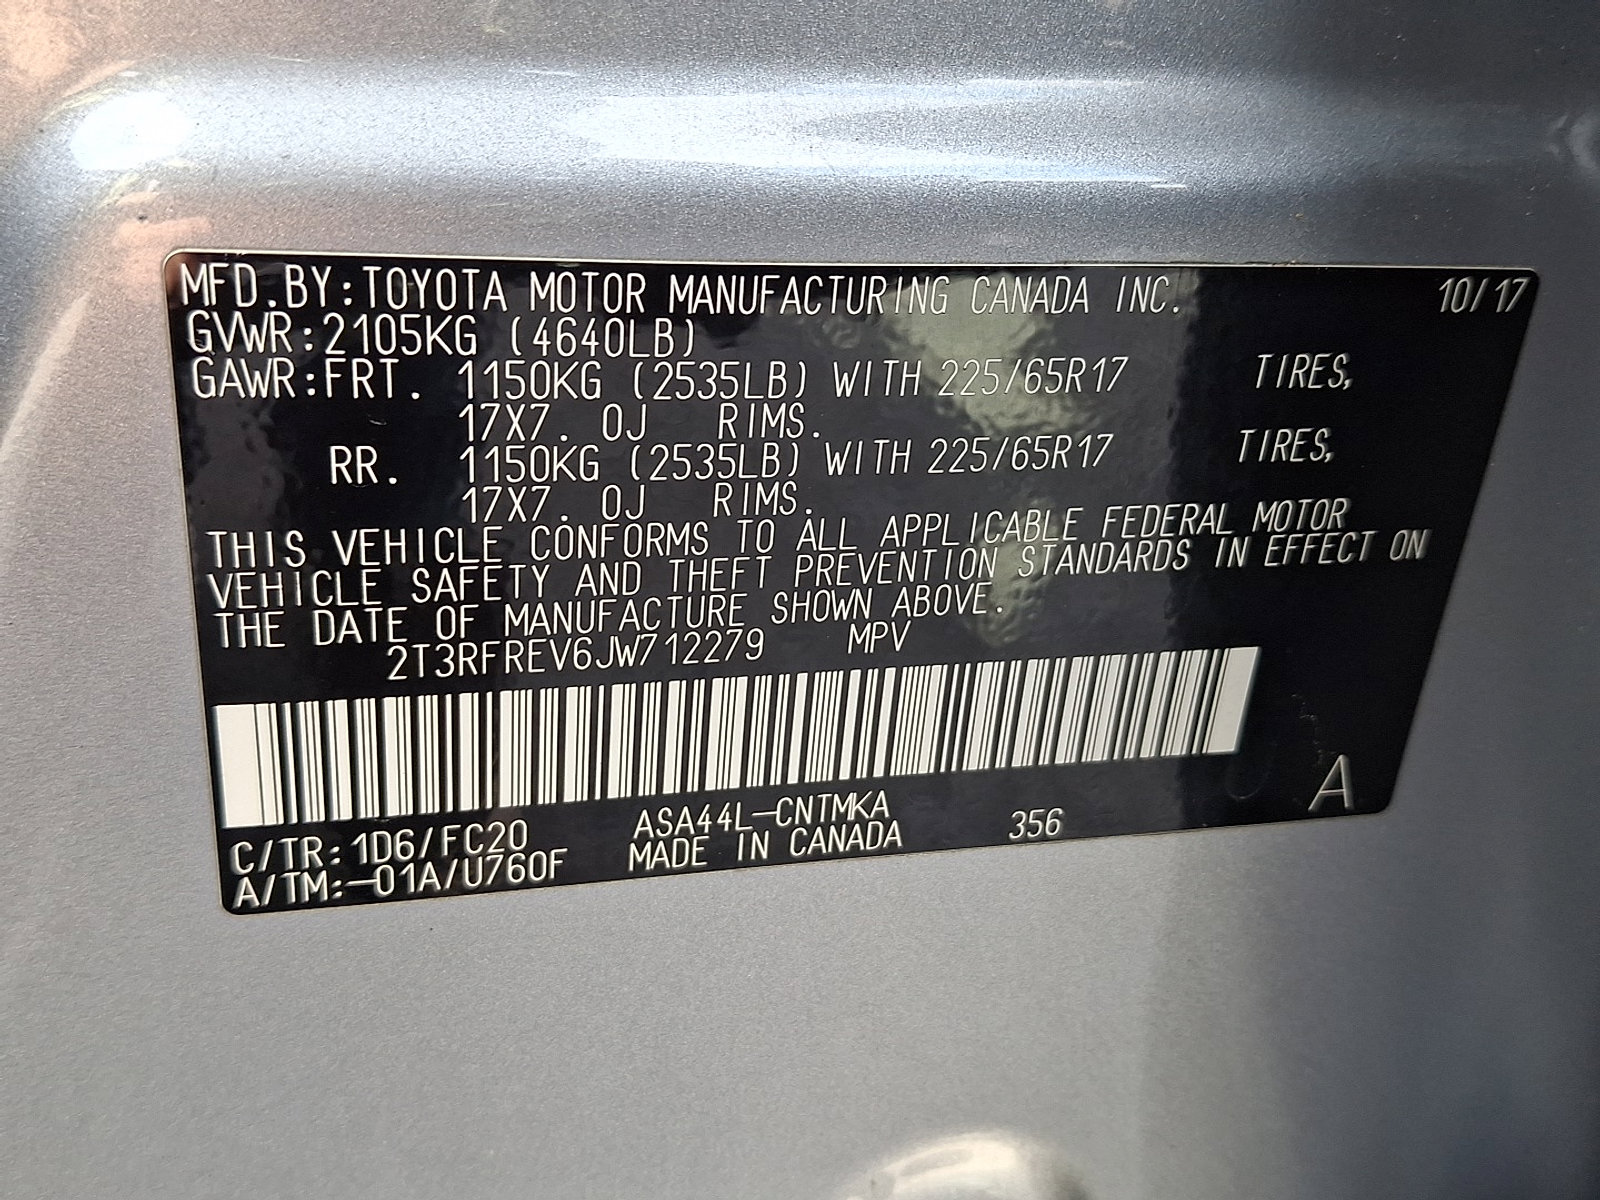 MFD.BY:TOYOTA MOTOR MANUFACTURING CANADA INC. 10/17
GVWR:2105KG (4640LB)
GAWR:FRT. 1150KG (2535LB) WITH 225/65R17 TIRES,
17X7. 0J RIMS.
RR. 1150KG (2535LB) WITH 225/65R17 TIRES,
17X7. 0J RIMS.
THIS VEHICLE CONFORMS TO ALL APPLICABLE FEDERAL MOTOR
VEHICLE SAFETY AND THEFT PREVENTION STANDARDS IN EFFECT ON
THE DATE OF MANUFACTURE SHOWN ABOVE.
2T3RFREV6JW712279 MPV
A
C/TR:1D6/FC20 ASA44L-CNTMKA 356
A/TM:-01A/U760F MADE IN CANADA